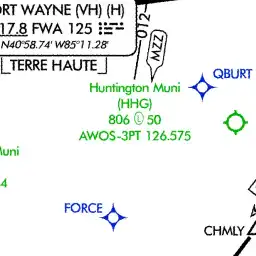 ORT WAYNE (VH) (H)
17.8 FWA 125
N40°58.74' W85°11.28'
TERRE HAUTE
012
MZZ
QBURT
Huntington Muni
(HHG)
806 Ⓛ 50
AWOS-3PT 126.575
Muni
4
FORCE
CHMLY